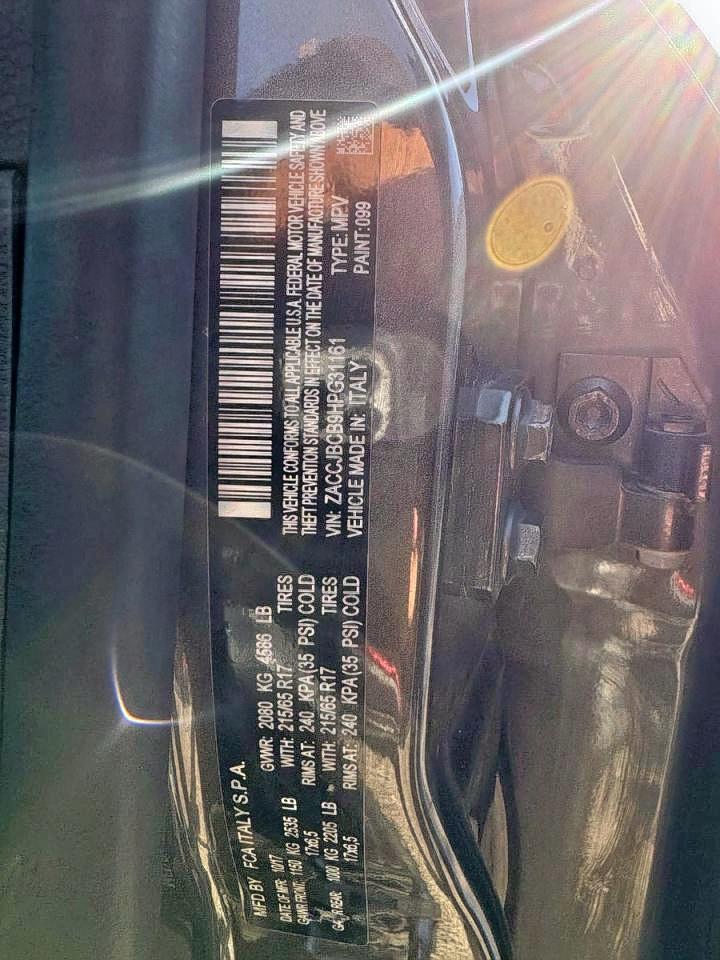 MFD BY FCA ITALY S.P.A.
DATE OF MFR: 10/17 GVWR: 2080 KG 4586 LB
GAWR FRONT: 1150 KG 2535 LB WITH: 215/65 R17 TIRES
17x6,5 RIMS AT: 240 KPA (35 PSI) COLD
REAR: 1000 KG 2205 LB WITH: 215/65 R17 TIRES
17x6,5 RIMS AT: 240 KPA (35 PSI) COLD
THIS VEHICLE CONFORMS TO ALL APPLICABLE U.S.A. FEDERAL MOTOR VEHICLE SAFETY AND
THEFT PREVENTION STANDARDS IN EFFECT ON THE DATE OF MANUFACTURE SHOWN ABOVE
VIN: ZACCJBCB9HPG31161 TYPE: MPV
VEHICLE MADE IN: ITALY PAINT: 099